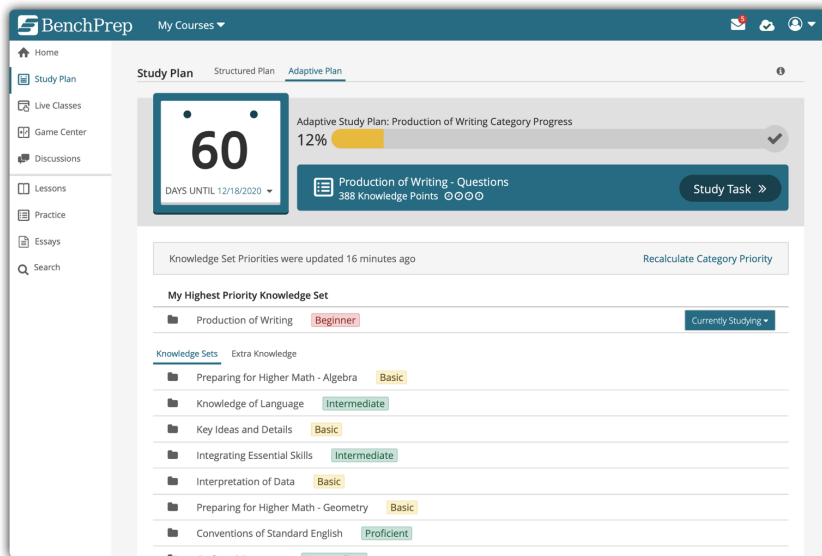 BenchPrep
My Courses
5
Home
Study Plan
Live Classes
Game Center
Discussions
Lessons
Practice
Essays
Search
Study Plan Structured Plan Adaptive Plan
60
DAYS UNTIL 12/18/2020
Adaptive Study Plan: Production of Writing Category Progress
12%
Production of Writing - Questions
388 Knowledge Points
Study Task
Knowledge Set Priorities were updated 16 minutes ago Recalculate Category Priority
My Highest Priority Knowledge Set
Production of Writing Beginner Currently Studying
Knowledge Sets Extra Knowledge
Preparing for Higher Math - Algebra Basic
Knowledge of Language Intermediate
Key Ideas and Details Basic
Integrating Essential Skills Intermediate
Interpretation of Data Basic
Preparing for Higher Math - Geometry Basic
Conventions of Standard English Proficient